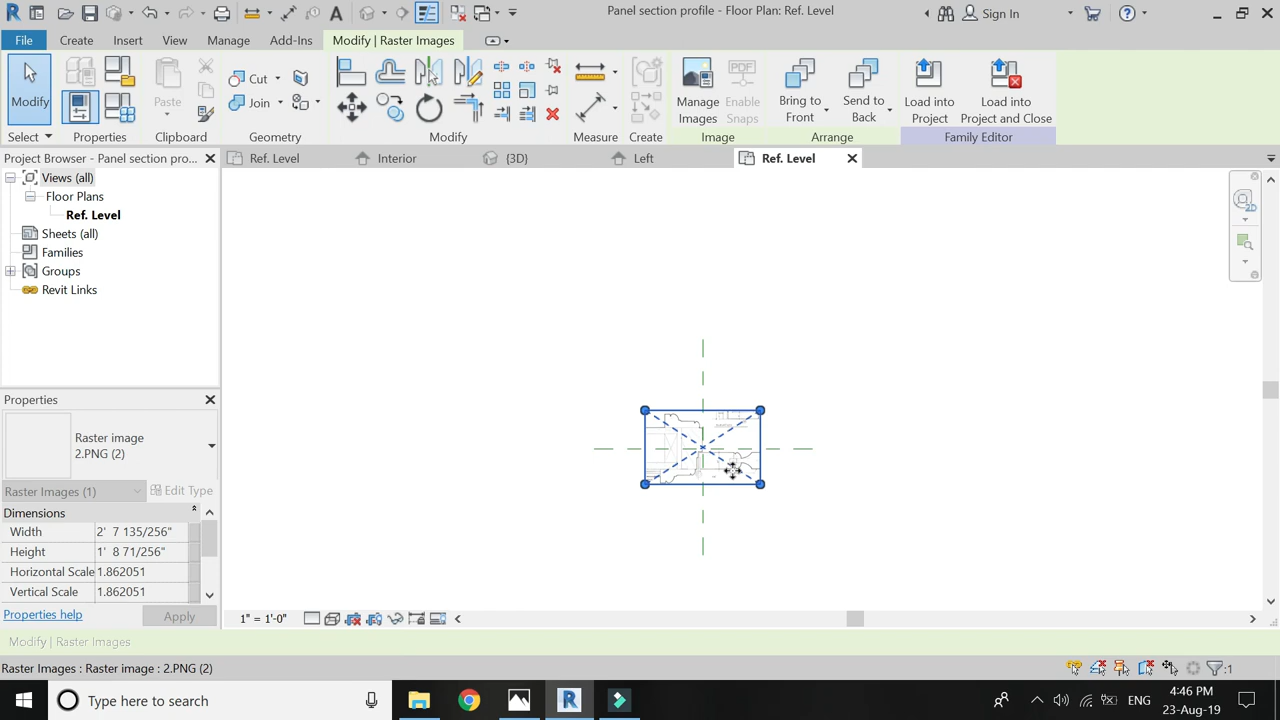 Panel section profile - Floor Plan: Ref. Level
Sign In
File
Create
Insert
View
Manage
Add-Ins
Modify | Raster Images
Modify
Paste
Cut
Join
Manage Images
Enable Snaps
Bring to Front
Send to Back
Load into Project
Load into Project and Close
Select
Properties
Clipboard
Geometry
Modify
Measure
Create
Image
Arrange
Family Editor
Project Browser - Panel section pro...
Ref. Level
Interior
{3D}
Left
Ref. Level
Views (all)
Floor Plans
Ref. Level
Sheets (all)
Families
Groups
Revit Links
Properties
Raster image
2.PNG (2)
Raster Images (1)
Edit Type
Dimensions
Width 2' 7 135/256"
Height 1' 8 71/256"
Horizontal Scale 1.862051
Vertical Scale 1.862051
Properties help
Apply
1" = 1'-0"
Modify | Raster Images
Raster Images : Raster image : 2.PNG (2)
:1
Type here to search
ENG
4:46 PM
23-Aug-19